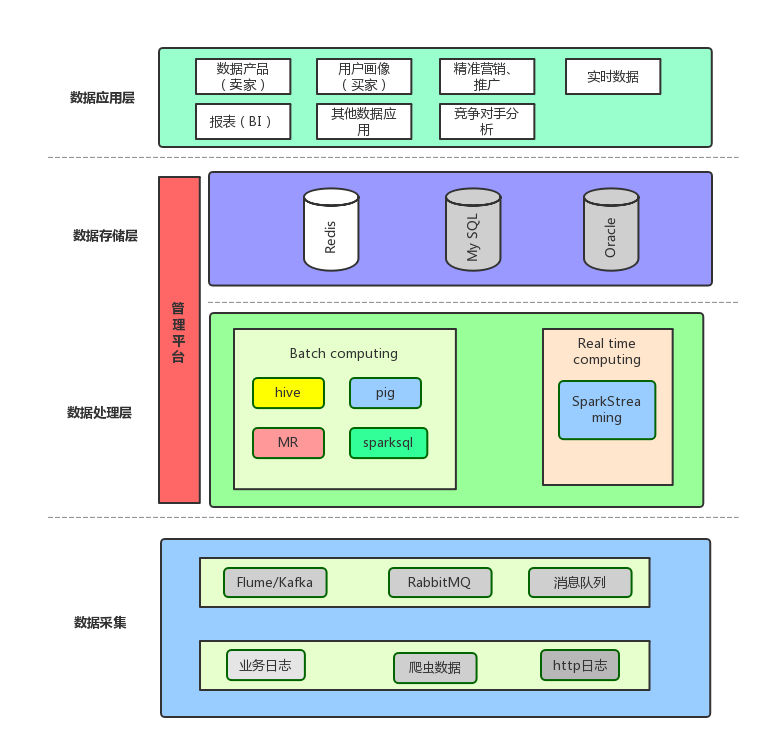 数据应用层
数据产品
（卖家）
用户画像
（买家）
精准营销、
推广
实时数据
报表（BI）
其他数据应
用
竞争对手分
析
数据存储层
Redis
My SQL
Oracle
管
理
平
台
数据处理层
Batch computing
hive
pig
MR
sparksql
Real time
computing
SparkStrea
ming
数据采集
Flume/Kafka
RabbitMQ
消息队列
业务日志
爬虫数据
http日志